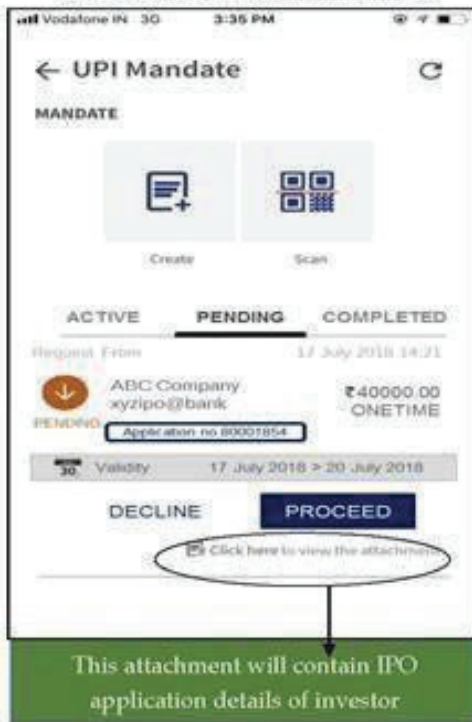 Vodafone IN 3G 3:35 PM
← UPI Mandate
MANDATE
Create Scan
ACTIVE PENDING COMPLETED
Request From 17 July 2018 14:21
ABC Company ₹40000.00
xyzipo@bank ONETIME
PENDING
Application no 80001854
30 Validity 17 July 2018 > 20 July 2018
DECLINE PROCEED
Click here to view the attachment
This attachment will contain IPO
application details of investor